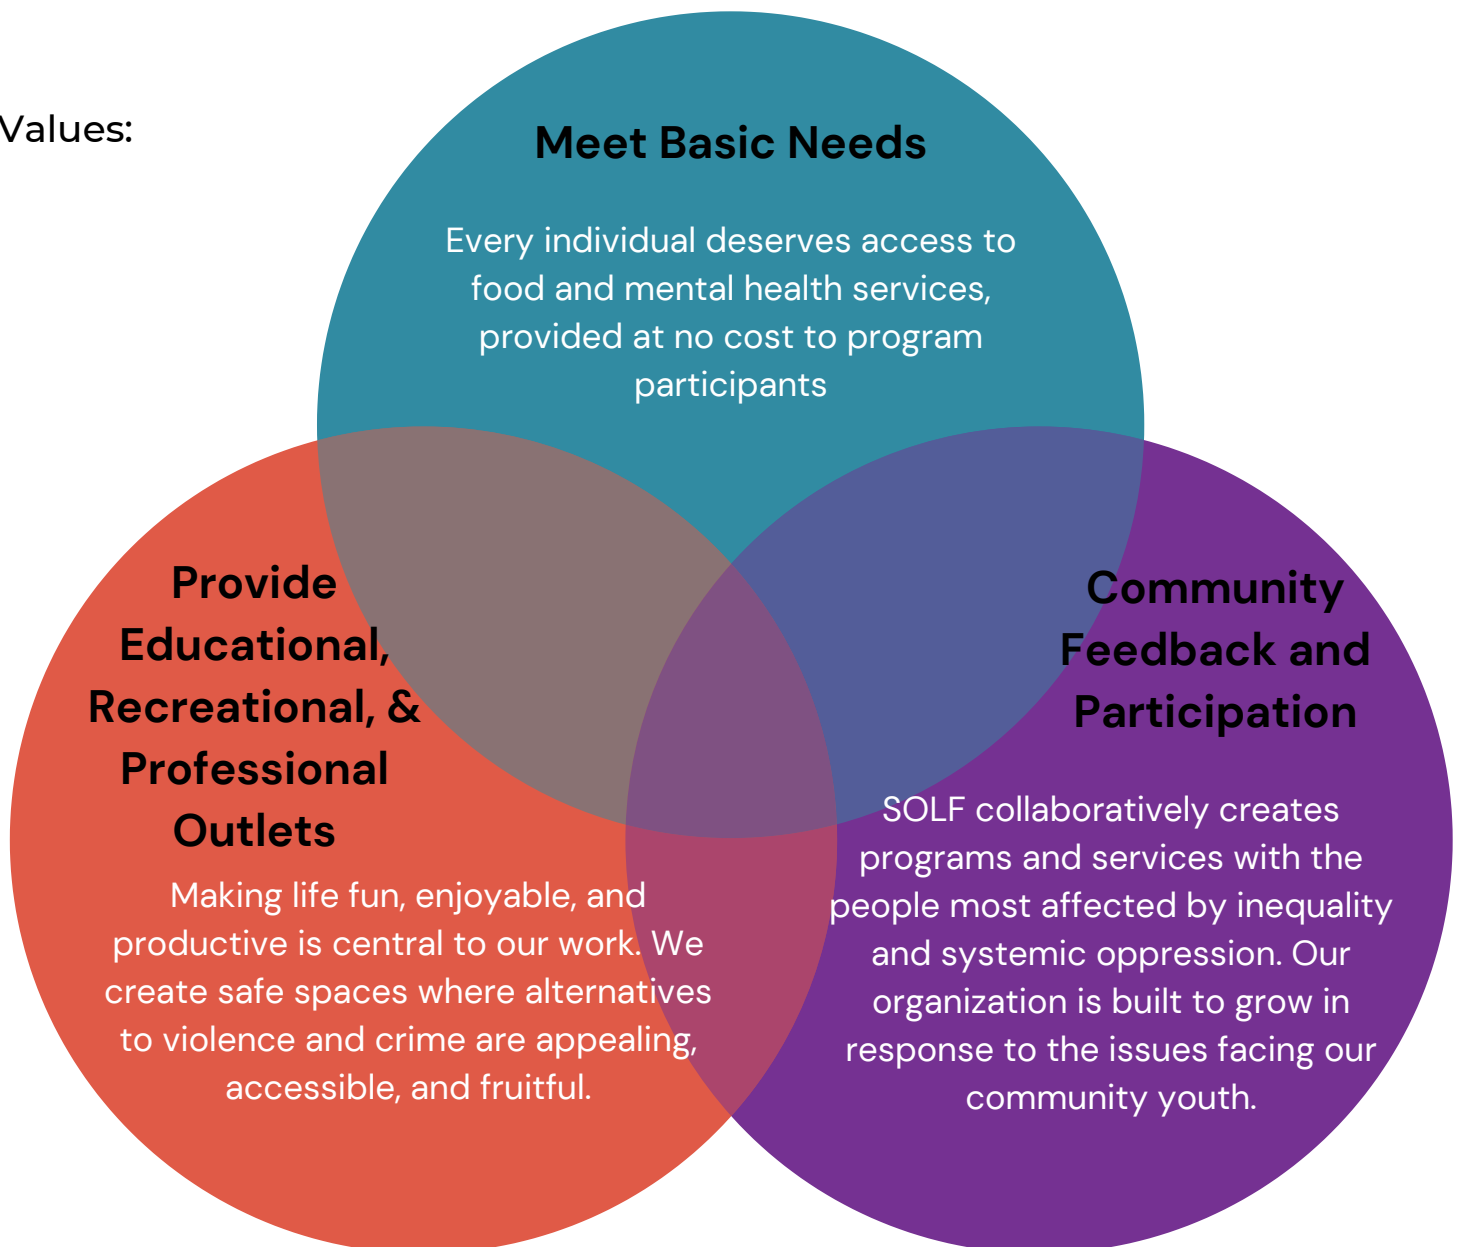 Values:
Meet Basic Needs
Every individual deserves access to
food and mental health services,
provided at no cost to program
participants
Provide
Educational,
Recreational, &
Professional
Outlets
Making life fun, enjoyable, and
productive is central to our work. We
create safe spaces where alternatives
to violence and crime are appealing,
accessible, and fruitful.
Community
Feedback and
Participation
SOLF collaboratively creates
programs and services with the
people most affected by inequality
and systemic oppression. Our
organization is built to grow in
response to the issues facing our
community youth.